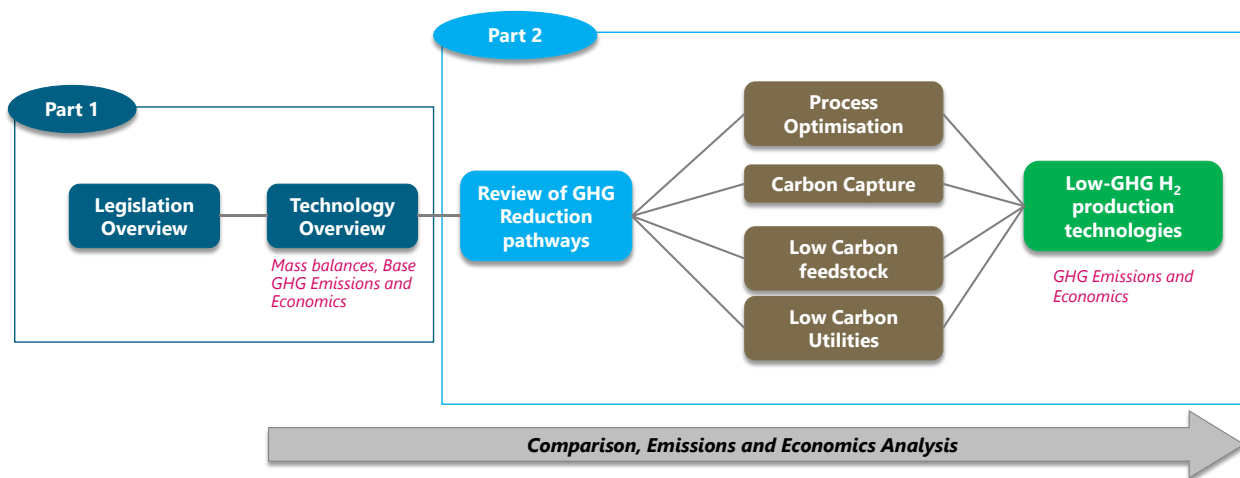 Part 2
Part 1
Legislation
Overview
Technology
Overview
Mass balances, Base
GHG Emissions and
Economics
Review of GHG
Reduction
pathways
Process
Optimisation
Carbon Capture
Low Carbon
feedstock
Low Carbon
Utilities
Low-GHG H₂
production
technologies
GHG Emissions and
Economics
Comparison, Emissions and Economics Analysis